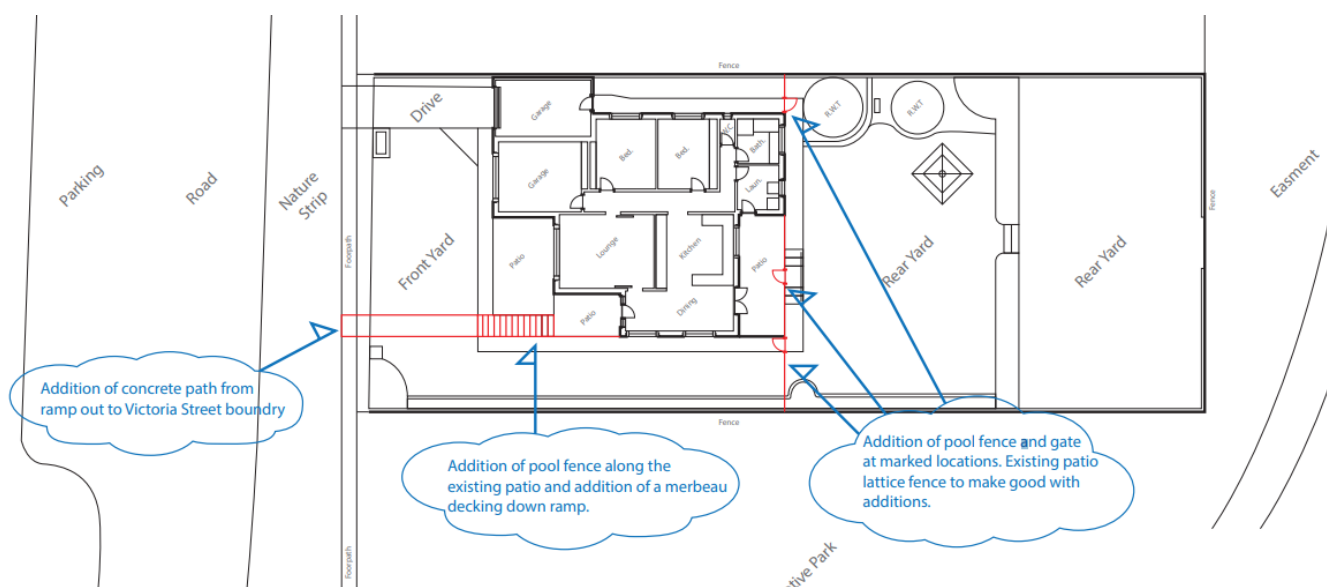 Fence
Drive
Garage
R.W.T
R.W.T
W.C
Bath.
Bed.
Bed.
Parking
Road
Nature
Strip
Garage
Laun.
Easment
Fence
Foorpath
Front Yard
Patio
Lounge
Kitchen
Patio
Rear Yard
Rear Yard
Patio
Dining
Addition of concrete path from
ramp out to Victoria Street boundry
Fence
Addition of pool fence along the
existing patio and addition of a merbeau
decking down ramp.
Addition of pool fence and gate
at marked locations. Existing patio
lattice fence to make good with
additions.
Foorpath
tive Park